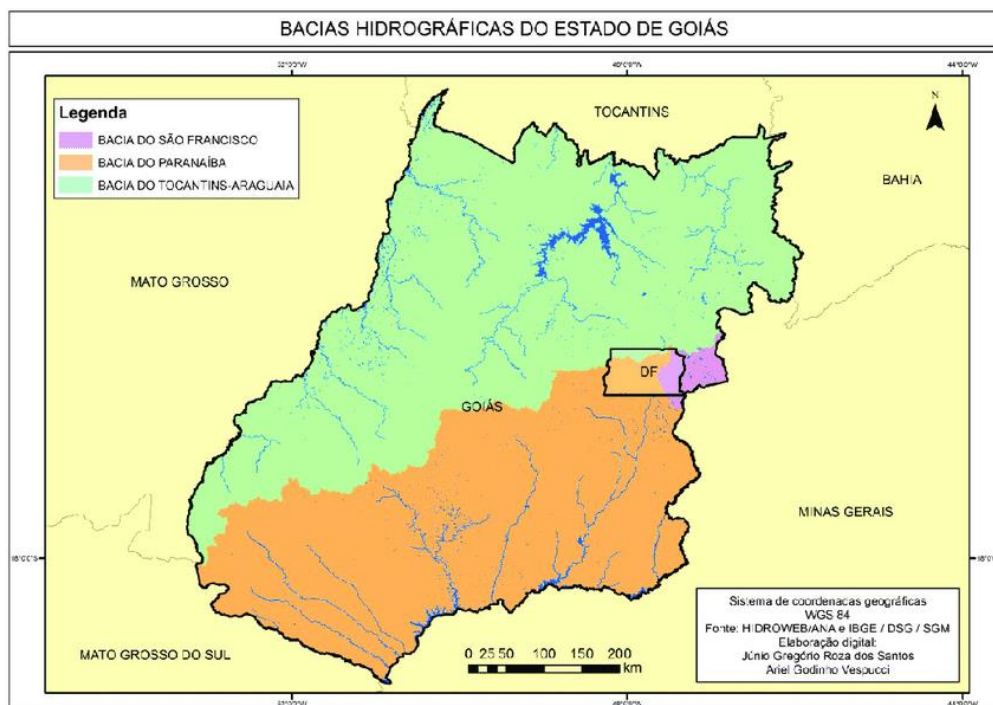 BACIAS HIDROGRÁFICAS DO ESTADO DE GOIÁS
Legenda
BACIA DO SÃO FRANCISCO
BACIA DO PARANAÍBA
BACIA DO TOCANTINS-ARAGUAIA
TOCANTINS
N
BAHIA
MATO GROSSO
DF
GOIÁS
MINAS GERAIS
MATO GROSSO DO SUL
0 25 50 100 150 200
km
Sistema de coordenacas geográficas
WGS 84
Fonte: HIDROWEB/ANA e IBGE / DSG / SGM
Elaboração digital:
Júnio Gregório Roza dos Santos
Ariel Godinho Vespucci